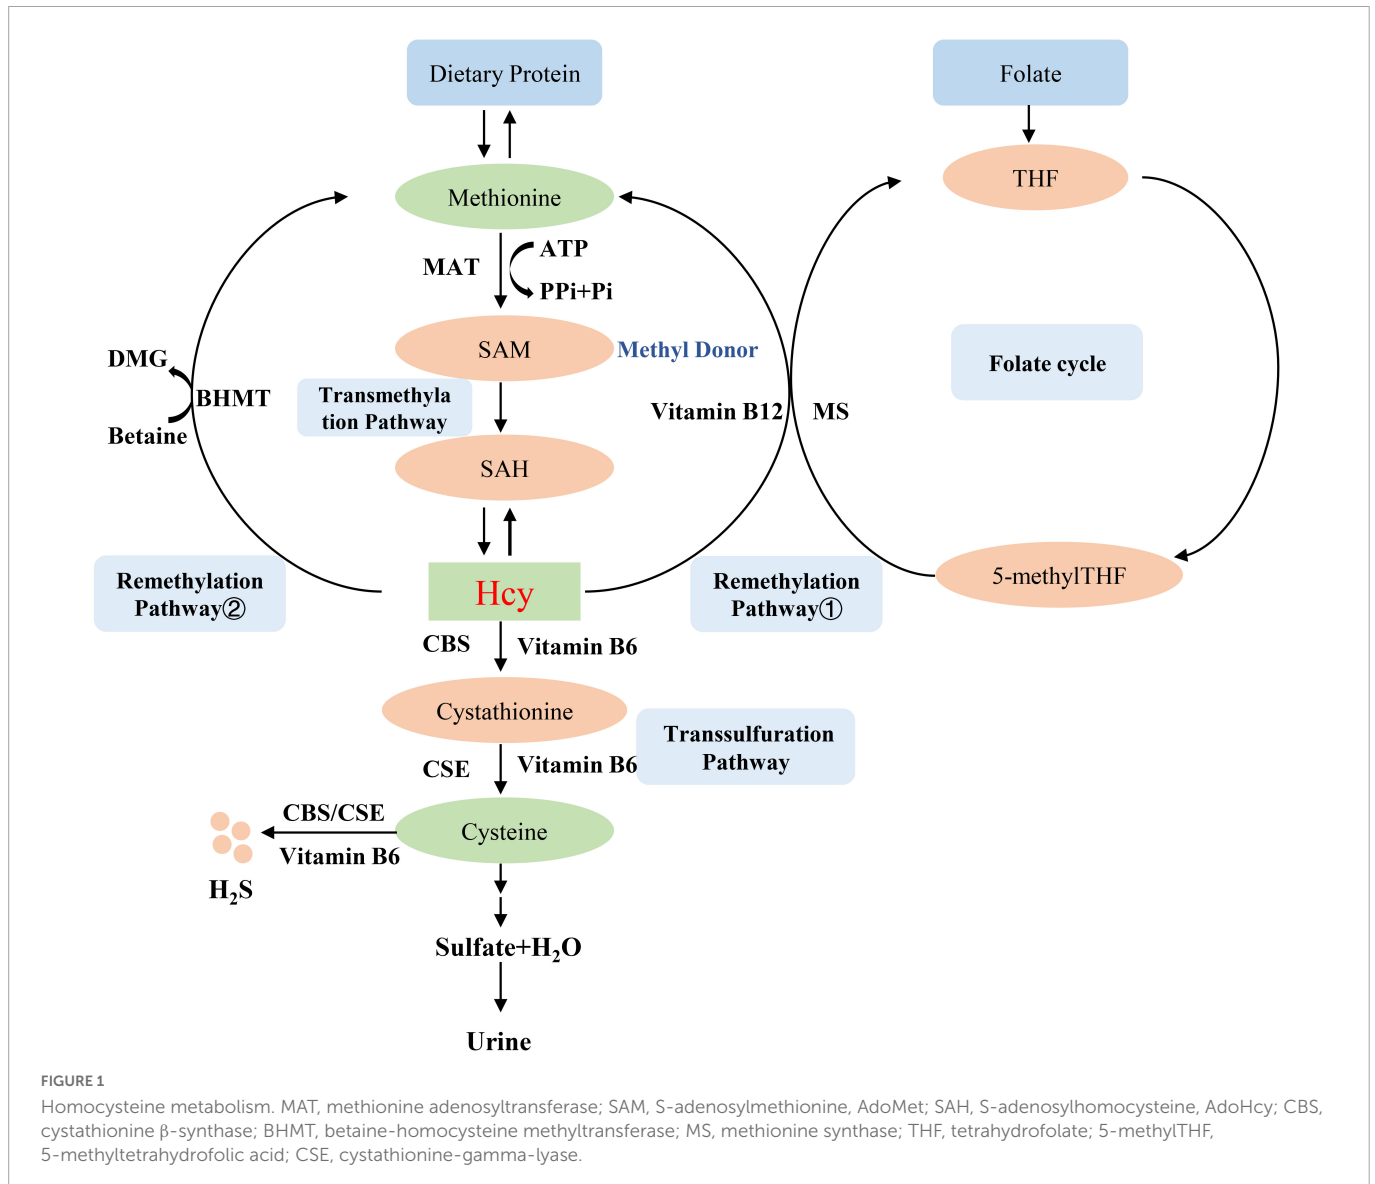 Dietary Protein
Folate
THF
Methionine
MAT
ATP
PPi+Pi
SAM
Methyl Donor
DMG
BHMT
Betaine
Transmethyla
tion Pathway
Vitamin B12
MS
Folate cycle
SAH
Remethylation
Pathway②
Hcy
Remethylation
Pathway①
5-methylTHF
CBS
Vitamin B6
Cystathionine
Transsulfuration
Pathway
CSE
Vitamin B6
CBS/CSE
Vitamin B6
Cysteine
H₂S
Sulfate+H₂O
Urine
FIGURE 1
Homocysteine metabolism. MAT, methionine adenosyltransferase; SAM, S-adenosylmethionine, AdoMet; SAH, S-adenosylhomocysteine, AdoHcy; CBS,
cystathionine β-synthase; BHMT, betaine-homocysteine methyltransferase; MS, methionine synthase; THF, tetrahydrofolate; 5-methylTHF,
5-methyltetrahydrofolic acid; CSE, cystathionine-gamma-lyase.